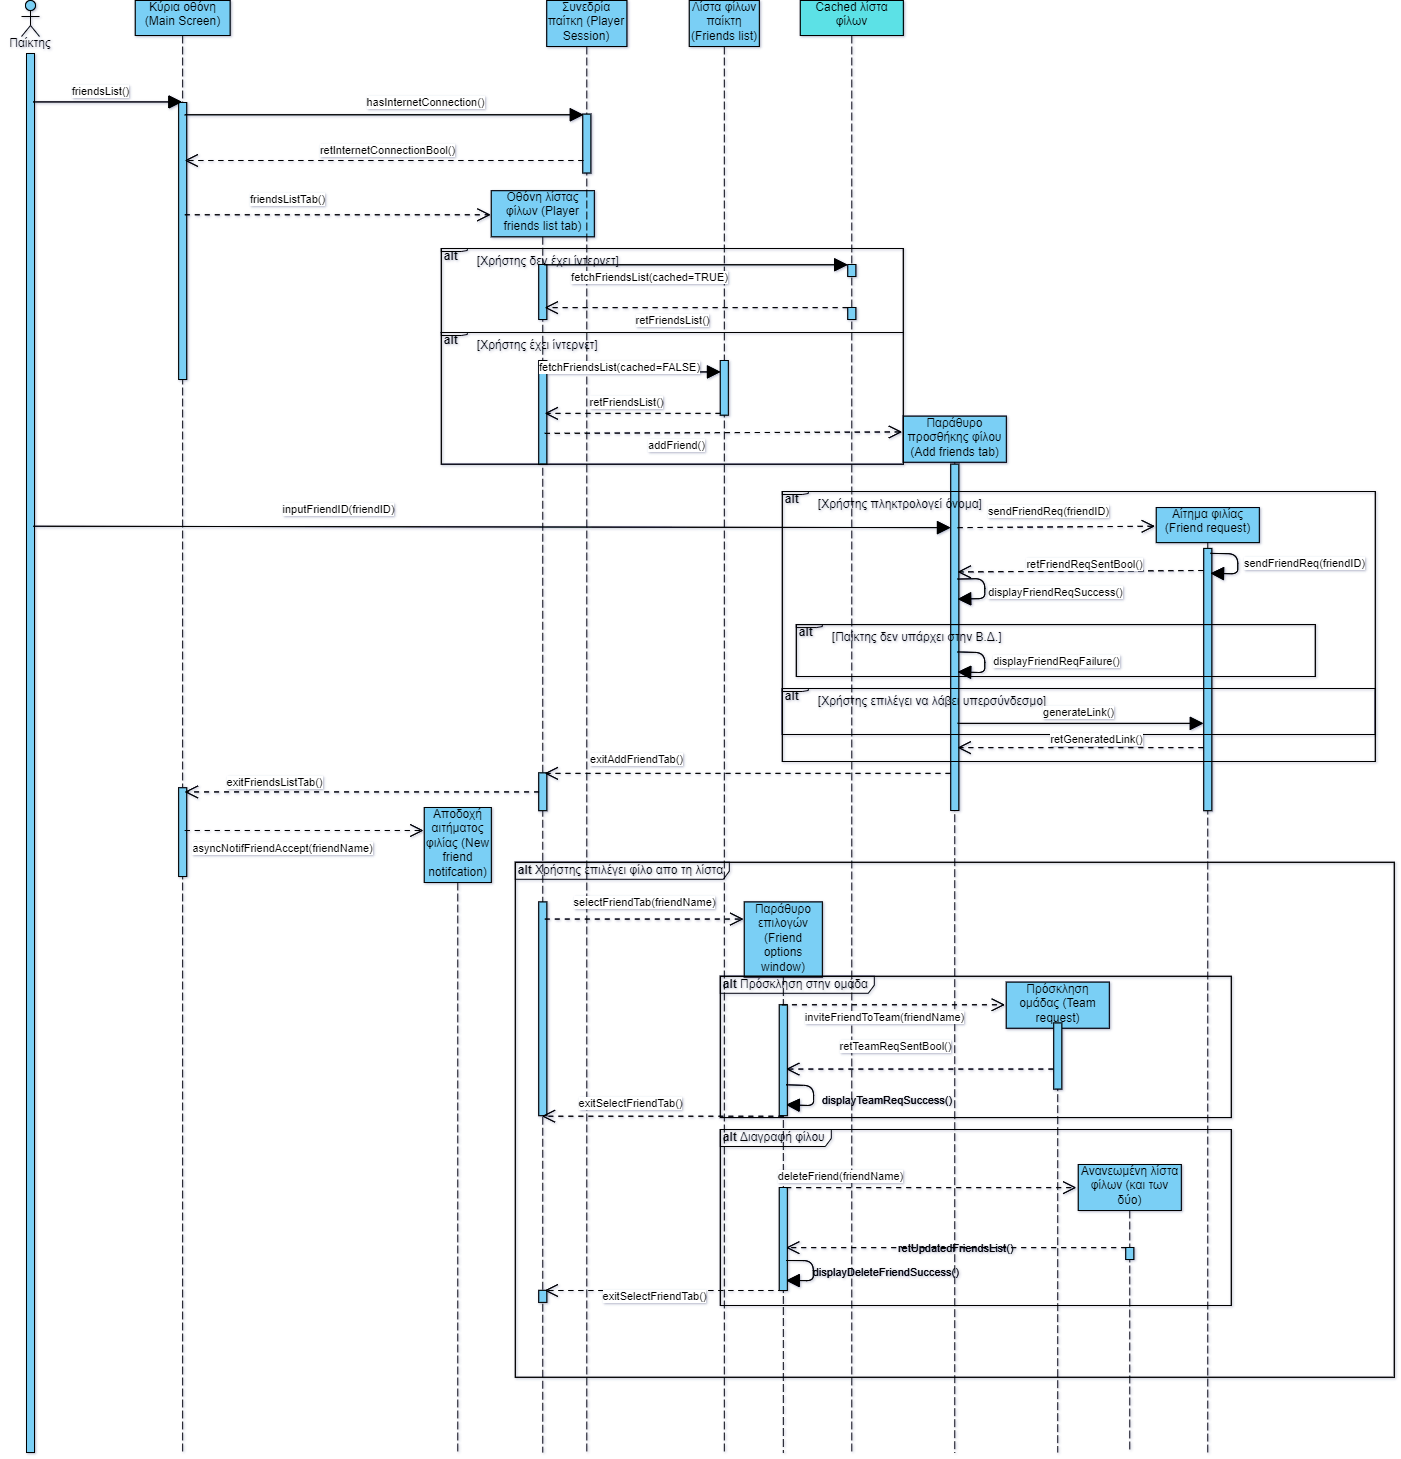 Παίκτης
Κύρια οθόνη
(Main Screen)
Συνεδρία
παίτκη (Player
Session)
Λίστα φίλων
παίκτη
(Friends list)
Cached λίστα
φίλων
friendsList()
hasInternetConnection()
retInternetConnectionBool()
friendsListTab()
Οθόνη λίστας
φίλων (Player
friends list tab)
alt
[Χρήστης δεν έχει ίντερνετ]
fetchFriendsList(cached=TRUE)
retFriendsList()
alt
[Χρήστης έχει ίντερνετ]
fetchFriendsList(cached=FALSE)
retFriendsList()
addFriend()
Παράθυρο
προσθήκης φίλου
(Add friends tab)
alt
[Χρήστης πληκτρολογεί όνομα]
inputFriendID(friendID)
sendFriendReq(friendID)
Αίτημα φιλίας
(Friend request)
retFriendReqSentBool()
sendFriendReq(friendID)
displayFriendReqSuccess()
alt
[Παίκτης δεν υπάρχει στην Β.Δ.]
displayFriendReqFailure()
alt
[Χρήστης επιλέγει να λάβει υπερσύνδεσμο]
generateLink()
retGeneratedLink()
exitAddFriendTab()
exitFriendsListTab()
Αποδοχή
αιτήματος
φιλίας (New
friend
notifcation)
asyncNotifFriendAccept(friendName)
alt Χρήστης επιλέγει φίλο απο τη λίστα
selectFriendTab(friendName)
Παράθυρο
επιλογών
(Friend
options
window)
alt Πρόσκληση στην ομάδα
Πρόσκληση
ομάδας (Team
request)
inviteFriendToTeam(friendName)
retTeamReqSentBool()
displayTeamReqSuccess()
exitSelectFriendTab()
alt Διαγραφή φίλου
deleteFriend(friendName)
Ανανεωμένη λίστα
φίλων (και των
δύο)
retUpdatedFriendsList()
displayDeleteFriendSuccess()
exitSelectFriendTab()